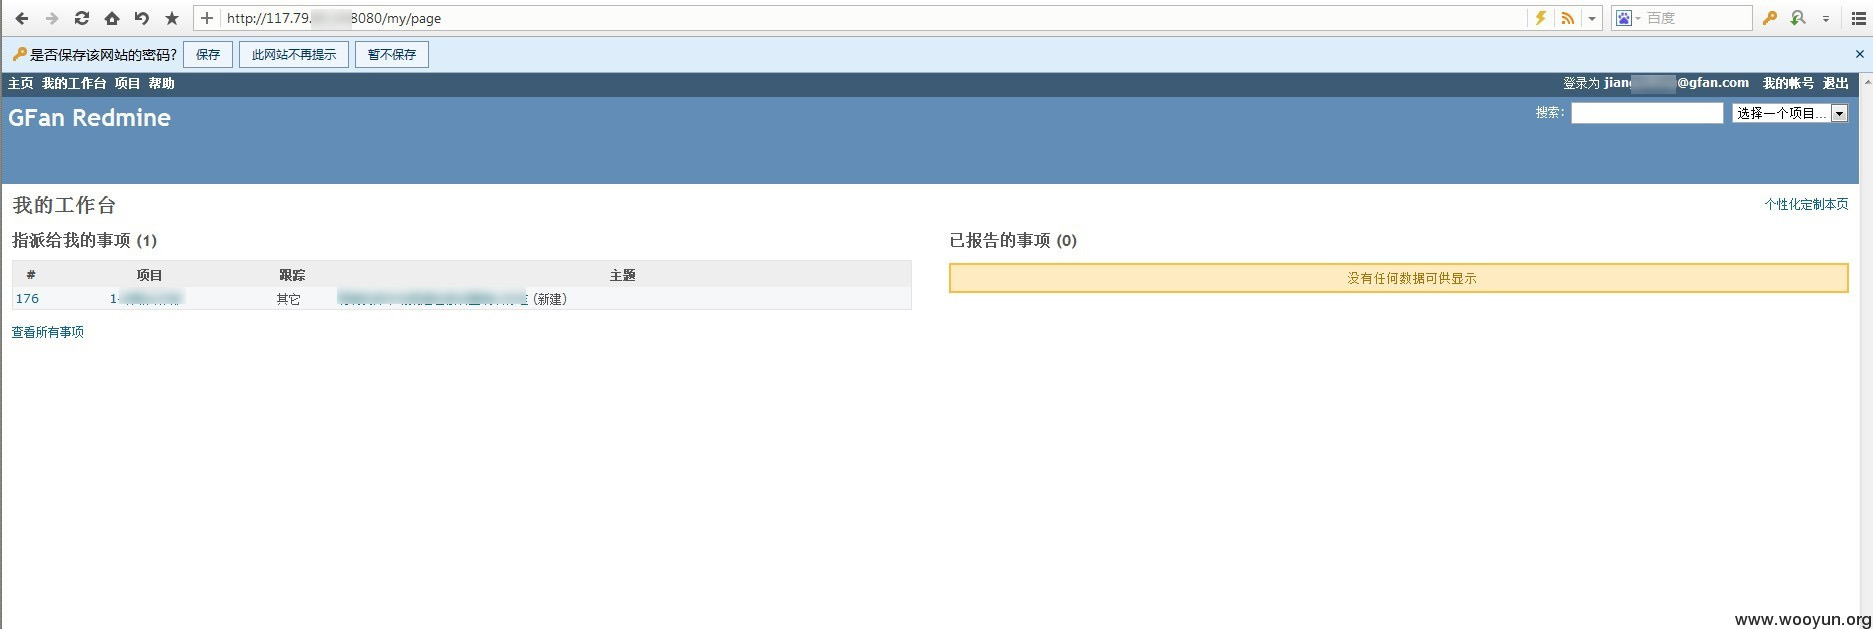 http://117.79. 8080/my/page
百度
是否保存该网站的密码? 保存 此网站不再提示 暂不保存
主页 我的工作台 项目 帮助
登录为 jiang @gfan.com 我的帐号 退出
GFan Redmine
搜索: 选择一个项目...
我的工作台
个性化定制本页
指派给我的事项 (1)
# 项目 跟踪 主题
176 1- 其它 (新建)
查看所有事项
已报告的事项 (0)
没有任何数据可供显示
www.wooyun.org